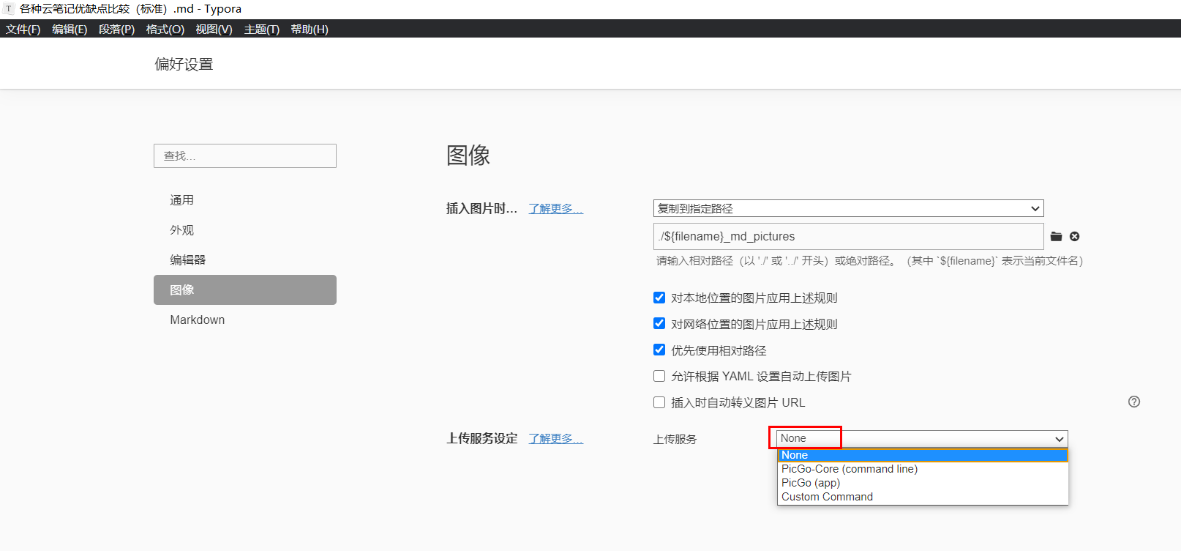 各种云笔记优缺点比较（标准）.md - Typora
文件(F) 编辑(E) 段落(P) 格式(O) 视图(V) 主题(T) 帮助(H)
偏好设置
查找...
通用
外观
编辑器
图像
Markdown
图像
插入图片时... 了解更多... 复制到指定路径
./${filename}_md_pictures
请输入相对路径（以 './' 或 '../' 开头）或绝对路径。（其中 `${filename}` 表示当前文件名）
对本地位置的图片应用上述规则
对网络位置的图片应用上述规则
优先使用相对路径
允许根据 YAML 设置自动上传图片
插入时自动转义图片 URL
上传服务设定 了解更多... 上传服务 None
None
PicGo-Core (command line)
PicGo (app)
Custom Command